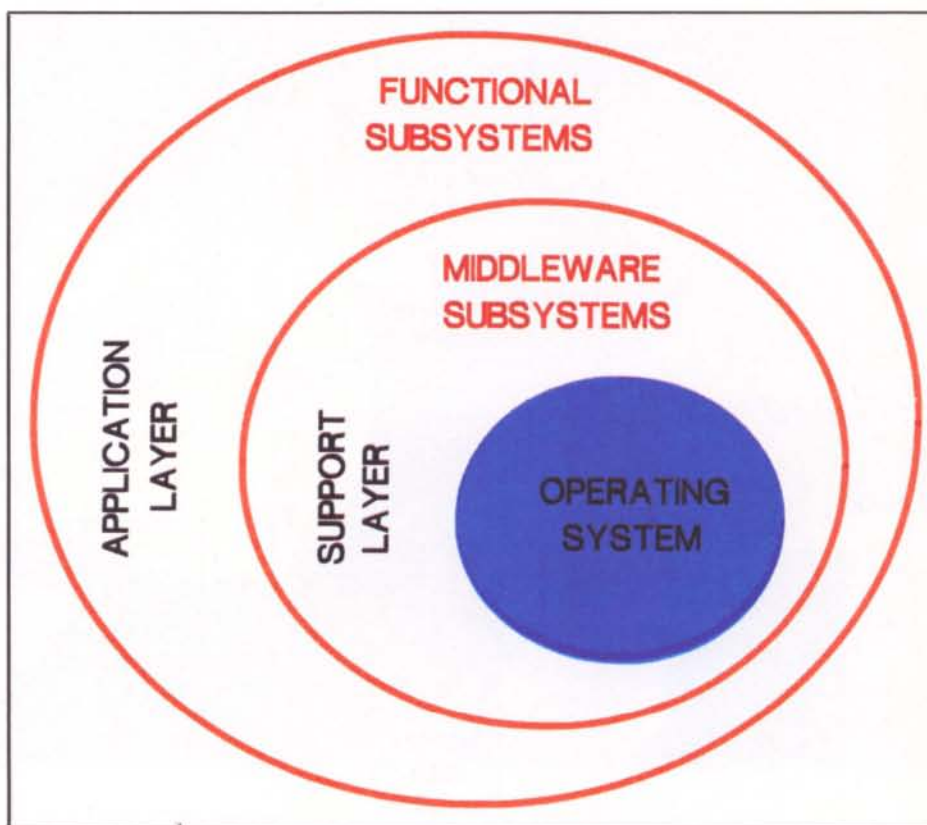 FUNCTIONAL
SUBSYSTEMS
MIDDLEWARE
SUBSYSTEMS
APPLICATION
LAYER
SUPPORT
LAYER
OPERATING
SYSTEM